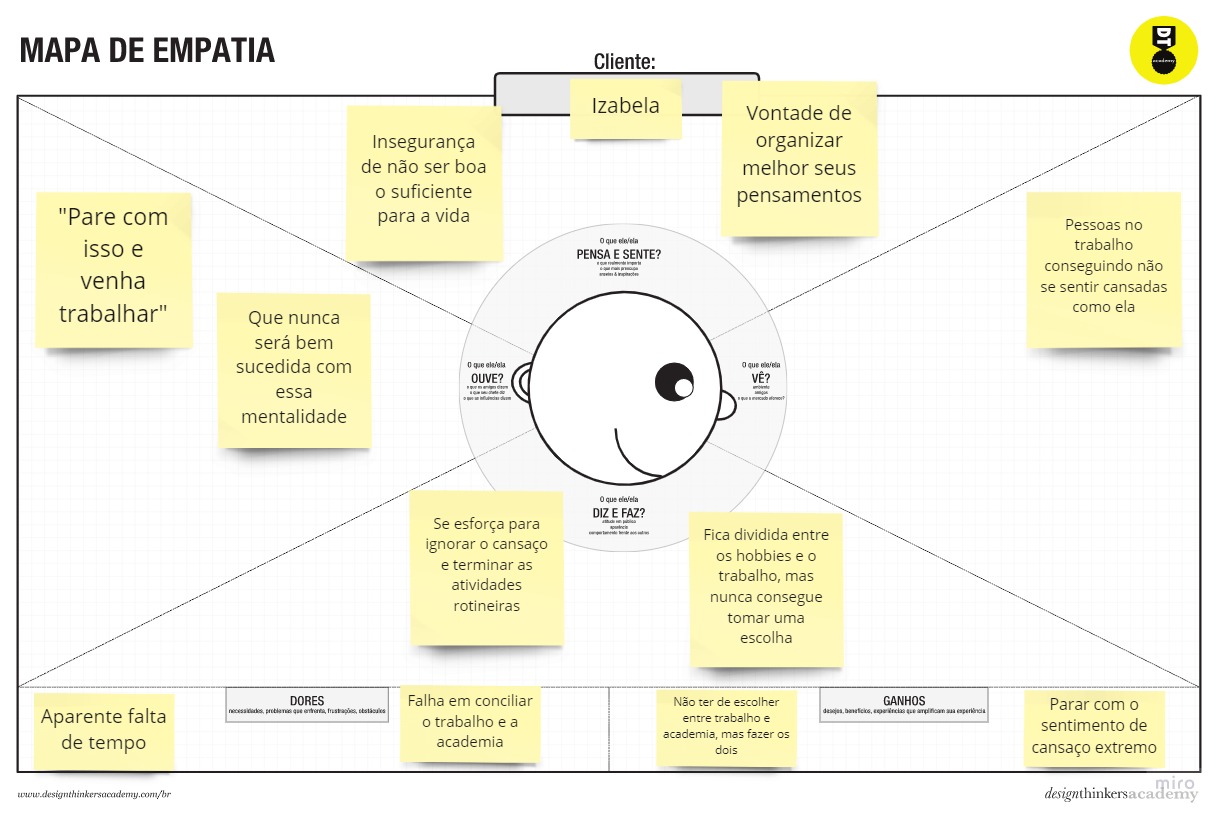 MAPA DE EMPATIA
Cliente:
DT
academy
Izabela
Insegurança
de não ser boa
o suficiente
para a vida
Vontade de
organizar
melhor seus
pensamentos
"Pare com
isso e
venha
trabalhar"
Que nunca
será bem
sucedida com
essa
mentalidade
Pessoas no
trabalho
conseguindo não
se sentir cansadas
como ela
O que ele/ela
PENSA E SENTE?
o que realmente importa
o que mais preocupa
anseios & inspirações
O que ele/ela
OUVE?
o que os amigos dizem
o que seu chefe diz
o que as influências dizem
O que ele/ela
VÊ?
ambiente
amigos
o que o mercado oferece?
O que ele/ela
DIZ E FAZ?
atitude em público
aparência
comportamento frente aos outros
Se esforça para
ignorar o cansaço
e terminar as
atividades
rotineiras
Fica dividida entre
os hobbies e o
trabalho, mas
nunca consegue
tomar uma
escolha
Aparente falta
de tempo
DORES
necessidades, problemas que enfrenta, frustrações, obstáculos
Falha em conciliar
o trabalho e a
academia
Não ter de escolher
entre trabalho e
academia, mas fazer os
dois
GANHOS
desejos, benefícios, experiências que amplificam sua experiência
Parar com o
sentimento de
cansaço extremo
www.designthinkersacademy.com/br
miro
designthinkersacademy